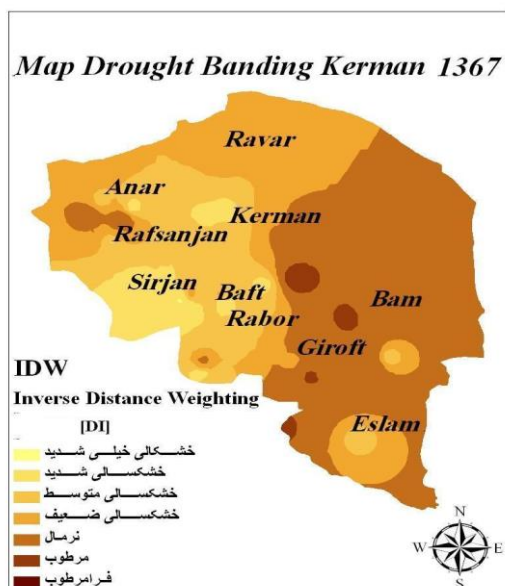 Map Drought Banding Kerman 1367
Ravar
Anar
Kerman
Rafsanjan
Sirjan
Baft
Bam
Rabor
Giroft
Eslam
IDW
Inverse Distance Weighting
[DI]
خشکالی خیلی شدید
خشکسالی شدید
خشکسالی متوسط
خشکسالی ضعیف
نرمال
مرطوب
فرامرطوب
N
W E
S